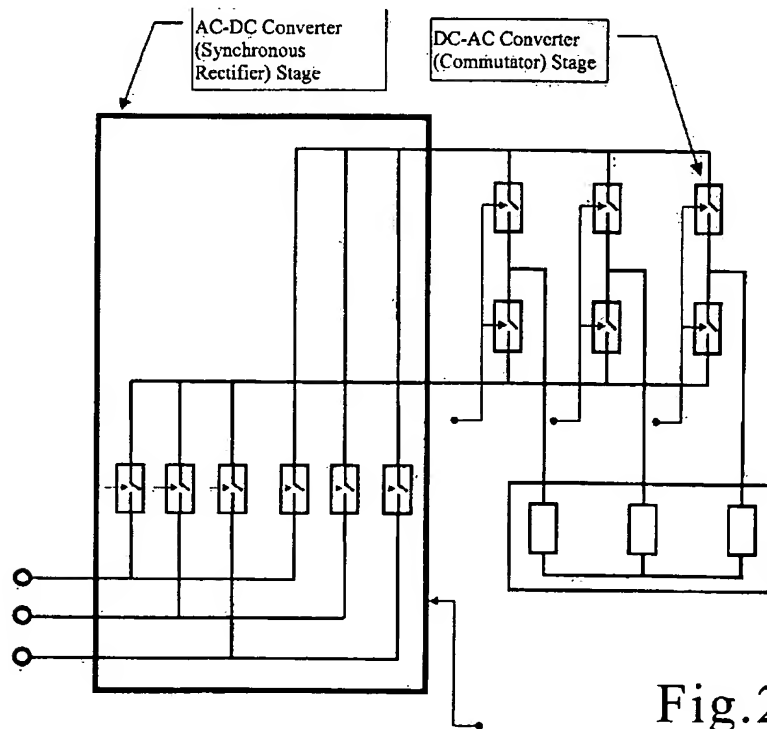 AC-DC Converter
(Synchronous
Rectifier) Stage
DC-AC Converter
(Commutator) Stage
Fig.2